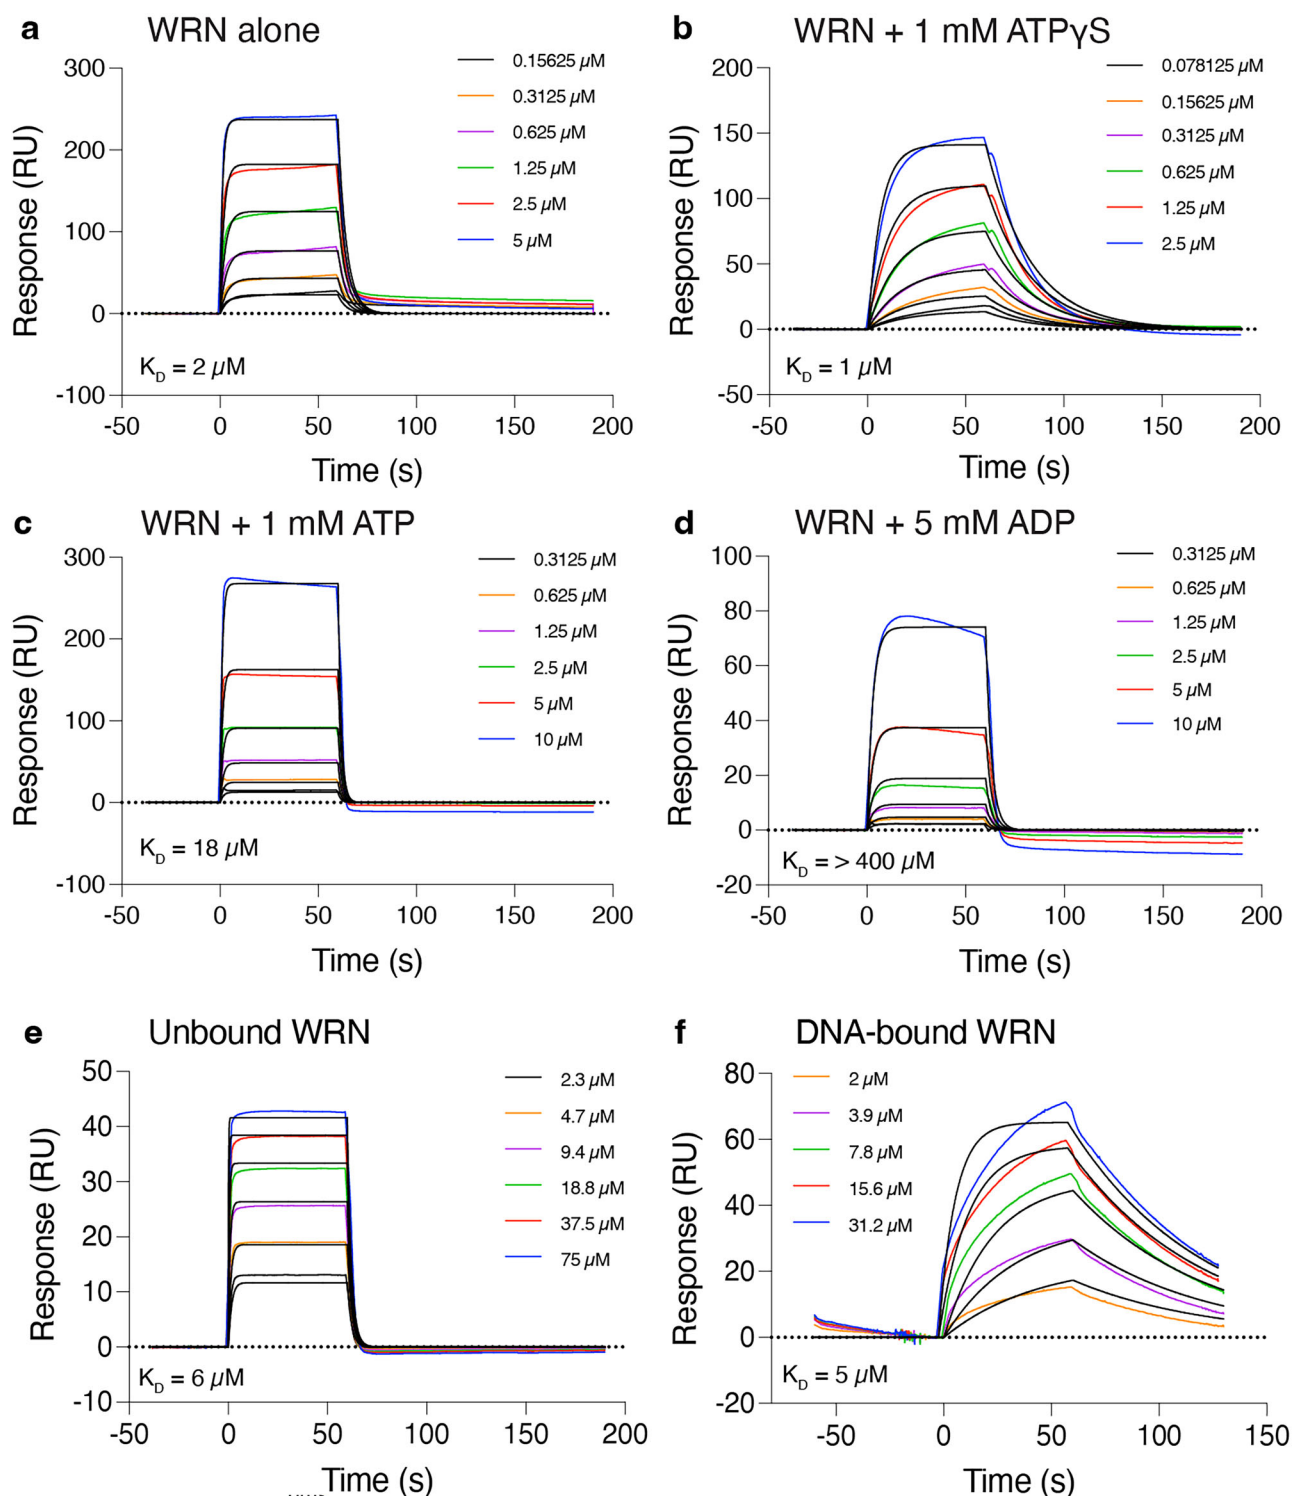 a WRN alone
300
200
100
0
-100
Response (RU)
0.15625 µM
0.3125 µM
0.625 µM
1.25 µM
2.5 µM
5 µM
K_D = 2 µM
-50 0 50 100 150 200
Time (s)
b WRN + 1 mM ATPγS
200
150
100
50
0
-50
Response (RU)
0.078125 µM
0.15625 µM
0.3125 µM
0.625 µM
1.25 µM
2.5 µM
K_D = 1 µM
-50 0 50 100 150 200
Time (s)
c WRN + 1 mM ATP
300
200
100
0
-100
Response (RU)
0.3125 µM
0.625 µM
1.25 µM
2.5 µM
5 µM
10 µM
K_D = 18 µM
-50 0 50 100 150 200
Time (s)
d WRN + 5 mM ADP
100
80
60
40
20
0
-20
Response (RU)
0.3125 µM
0.625 µM
1.25 µM
2.5 µM
5 µM
10 µM
K_D = > 400 µM
-50 0 50 100 150 200
Time (s)
e Unbound WRN
50
40
30
20
10
0
-10
Response (RU)
2.3 µM
4.7 µM
9.4 µM
18.8 µM
37.5 µM
75 µM
K_D = 6 µM
-50 0 50 100 150 200
Time (s)
f DNA-bound WRN
80
60
40
20
0
-20
Response (RU)
2 µM
3.9 µM
7.8 µM
15.6 µM
31.2 µM
K_D = 5 µM
-50 0 50 100 150
Time (s)